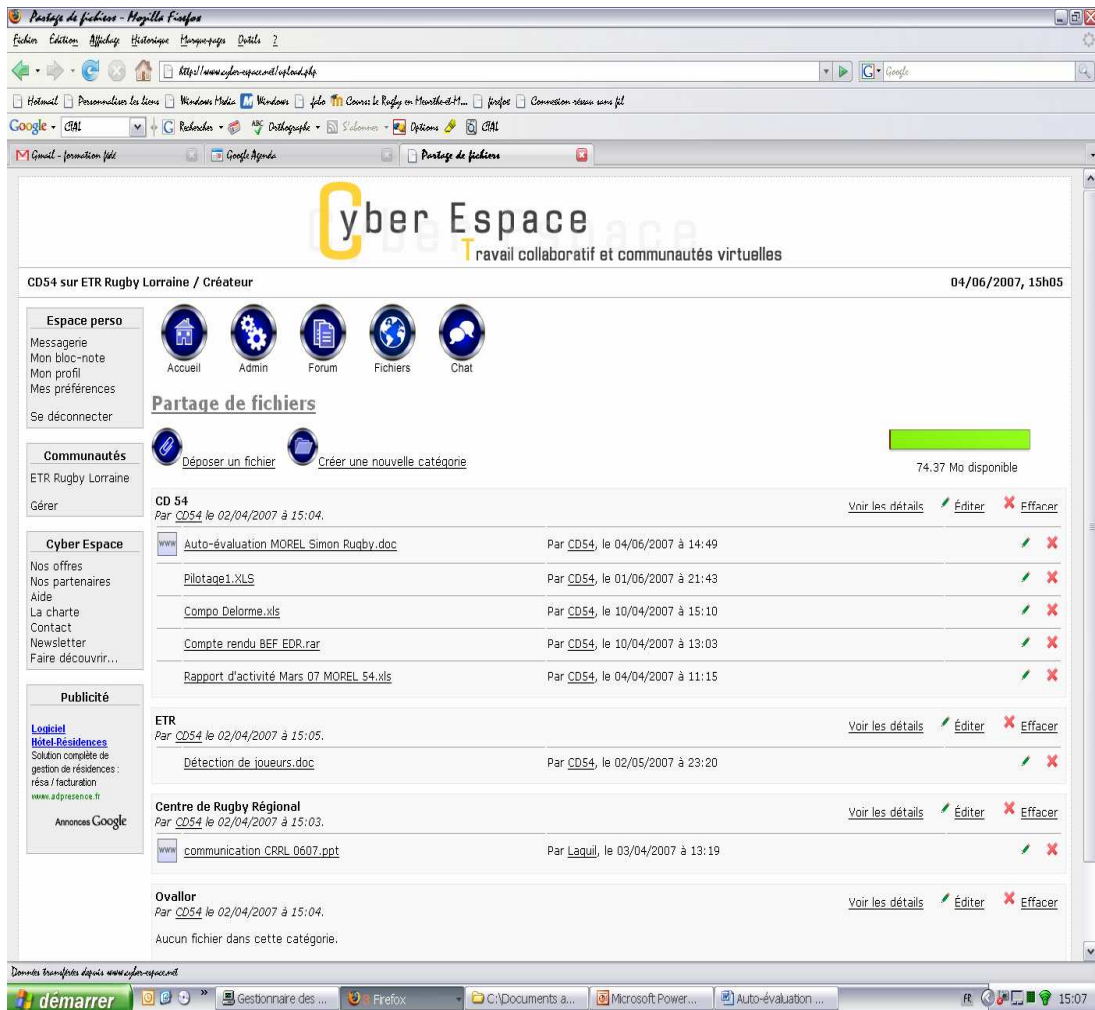 Partage de fichiers - Mozilla Firefox
Fichier Édition Affichage Historique Marque-pages Outils ?
http://www.cyber-espace.net/upload.php
Google
Hotmail Personnaliser les liens Windows Media Windows falo Cours: Le Rugby en Meurthe-et-M... firefox Connexion réseau sans fil
Google - CIAL Rechercher ABC Orthographe S'abonner Options CIAL
Gmail - formation fédé Google Agenda Partage de fichiers
Cyber Espace
Travail collaboratif et communautés virtuelles
CD54 sur ETR Rugby Lorraine / Créateur 04/06/2007, 15h05
Espace perso
Messagerie
Mon bloc-note
Mon profil
Mes préférences
Se déconnecter
Communautés
ETR Rugby Lorraine
Gérer
Cyber Espace
Nos offres
Nos partenaires
Aide
La charte
Contact
Newsletter
Faire découvrir...
Publicité
Logiciel
Hôtel-Résidences
Solution complète de
gestion de résidences :
résa / facturation
www.adpresence.fr
Annonces Google
Accueil Admin Forum Fichiers Chat
Partage de fichiers
Déposer un fichier Créer une nouvelle catégorie
74.37 Mo disponible
CD 54
Par CD54 le 02/04/2007 à 15:04.
Voir les détails Éditer Effacer
www Auto-évaluation MOREL Simon Rugby.doc Par CD54, le 04/06/2007 à 14:49
Pilotage1.XLS Par CD54, le 01/06/2007 à 21:43
Compo Delorme.xls Par CD54, le 10/04/2007 à 15:10
Compte rendu BEF EDR.rar Par CD54, le 10/04/2007 à 13:03
Rapport d'activité Mars 07 MOREL 54.xls Par CD54, le 04/04/2007 à 11:15
ETR
Par CD54 le 02/04/2007 à 15:05.
Voir les détails Éditer Effacer
Détection de joueurs.doc Par CD54, le 02/05/2007 à 23:20
Centre de Rugby Régional
Par CD54 le 02/04/2007 à 15:03.
Voir les détails Éditer Effacer
www communication CRRL 0607.ppt Par Laquil, le 03/04/2007 à 13:19
Ovallor
Par CD54 le 02/04/2007 à 15:04.
Voir les détails Éditer Effacer
Aucun fichier dans cette catégorie.
Données transférées depuis www.cyber-espace.net
démarrer » Gestionnaire des ... 3 Firefox C:\Documents a... Microsoft Power... Auto-évaluation ... FR 15:07